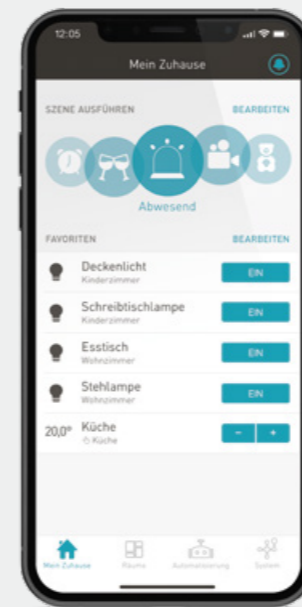 12:05
Mein Zuhause
SZENE AUSFÜHREN BEARBEITEN
Abwesend
FAVORITEN BEARBEITEN
Deckenlicht EIN
Kinderzimmer
Schreibtischlampe EIN
Kinderzimmer
Esstisch EIN
Wohnzimmer
Stehlampe EIN
Wohnzimmer
20,0° Küche - +
Küche
Mein Zuhause Räume Automatisierung System